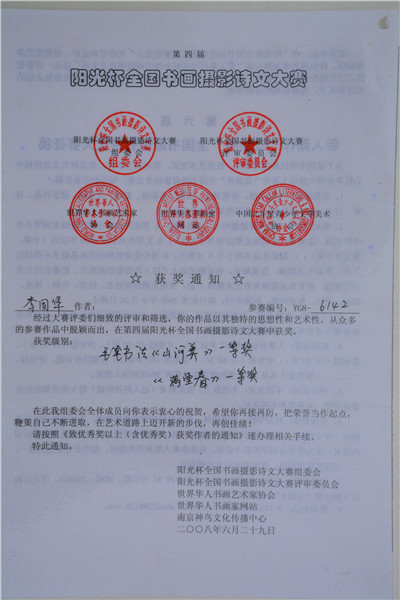 第四届
阳光杯全国书画摄影诗文大赛
阳光杯全国书画摄影诗文大赛 阳光杯全国书画摄影诗文大赛
组委会 评审委员会
世界华人书画艺术家 世界华人书画家
协会 网站
☆ 获奖通知 ☆
李国华 作者: 参赛编号:YG8- 6142
经过大赛评委们细致的评审和筛选,你的作品以其独特的思想性和艺术性,从众多
的参赛作品中脱颖而出,在第四届阳光杯全国书画摄影诗文大赛中获奖。
获奖级别:
毛笔书法《山河美》一等奖
《满堂春》一等奖
在此我组委会全体成员向你表示衷心的祝贺,希望你再接再厉,把荣誉当作起点,
鞭策自己不断进取,在艺术道路上迈开新的步伐,再创佳绩!
请按照《致优秀奖以上(含优秀奖)获奖作者的通知》速办理相关手续。
特此通知。
阳光杯全国书画摄影诗文大赛组委会
阳光杯全国书画摄影诗文大赛评审委员会
世界华人书画艺术家协会
世界华人书画家网站
南京神鸟文化传播中心
二〇〇八年六月二十九日